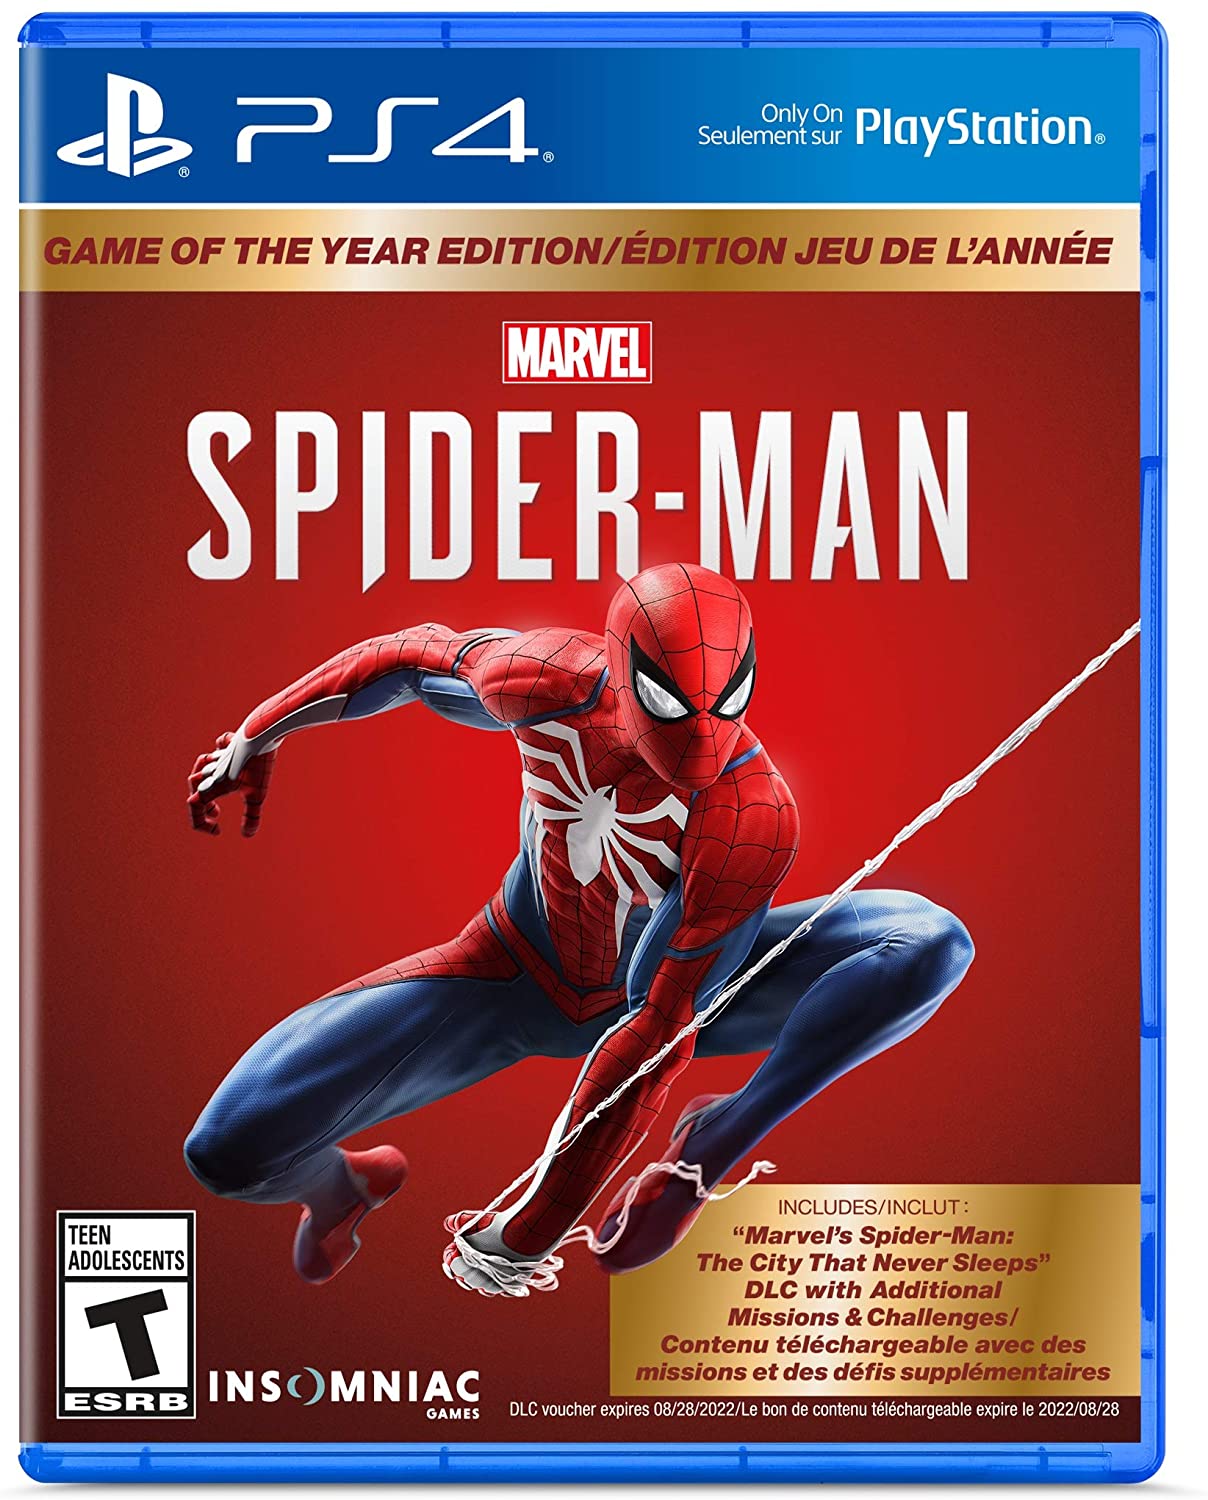 PS4®
Only On
Seulement sur
PlayStation®
GAME OF THE YEAR EDITION/ÉDITION JEU DE L'ANNÉE
MARVEL
SPIDER-MAN
INCLUDES/INCLUT :
“Marvel’s Spider-Man:
The City That Never Sleeps”
DLC with Additional
Missions & Challenges/
Contenu téléchargeable avec des
missions et des défis supplémentaires
DLC voucher expires 08/28/2022/Le bon de contenu téléchargeable expire le 2022/08/28
TEEN
ADOLESCENTS
T
ESRB
INSOMNIAC
GAMES